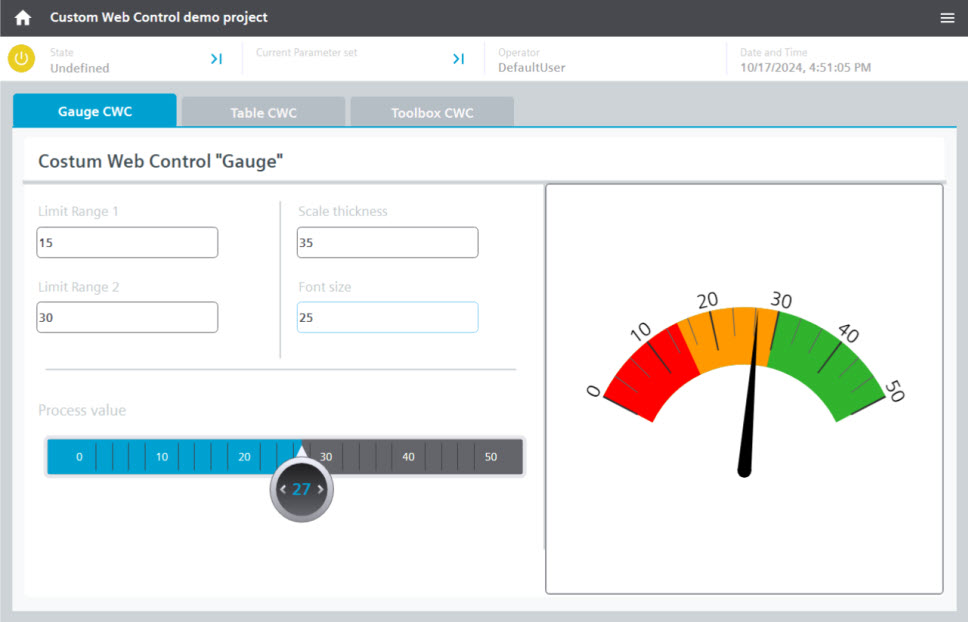 Custom Web Control demo project
State
Undefined
Current Parameter set
Operator
DefaultUser
Date and Time
10/17/2024, 4:51:05 PM
Gauge CWC
Table CWC
Toolbox CWC
Costum Web Control "Gauge"
Limit Range 1
15
Scale thickness
35
Limit Range 2
30
Font size
25
Process value
0 10 20 30 40 50
27
0 10 20 30 40 50